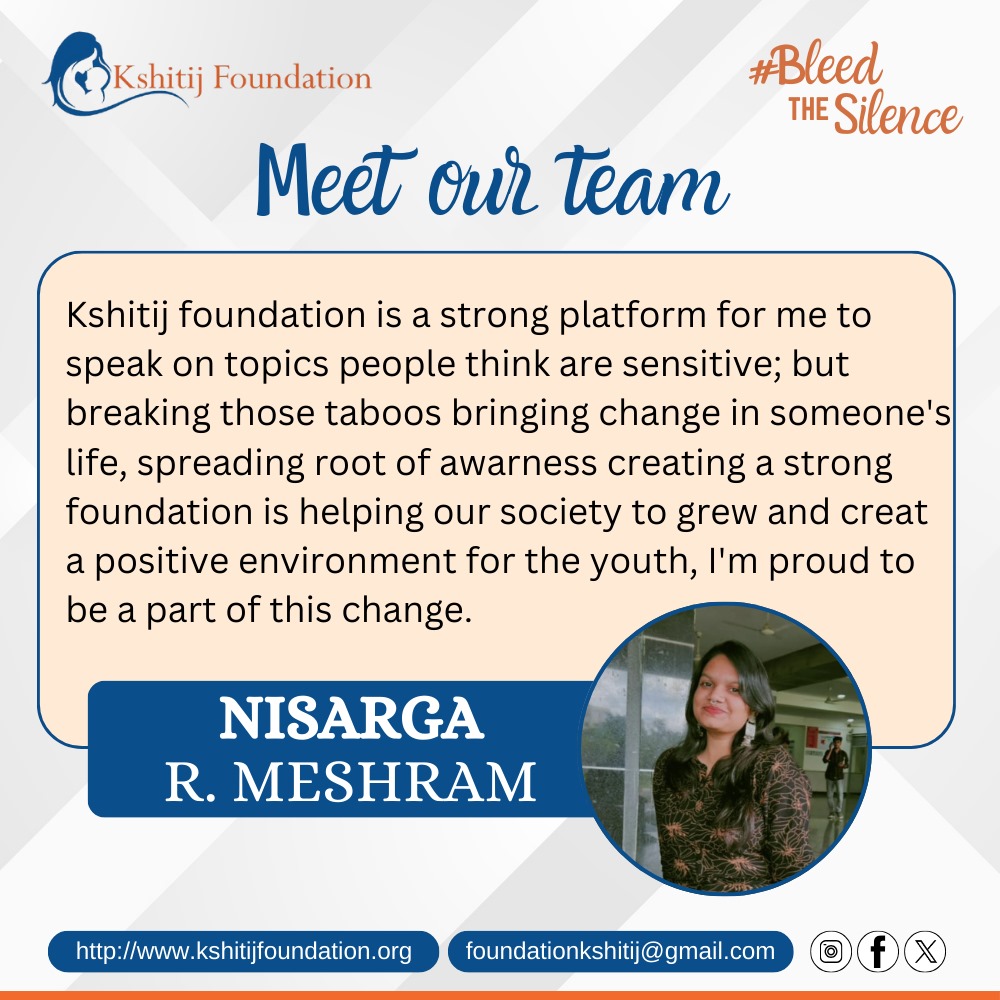 Kshitij Foundation
#Bleed
THE Silence
Meet our team
Kshitij foundation is a strong platform for me to
speak on topics people think are sensitive; but
breaking those taboos bringing change in someone's
life, spreading root of awarness creating a strong
foundation is helping our society to grew and creat
a positive environment for the youth, I'm proud to
be a part of this change.
NISARGA
R. MESHRAM
http://www.kshitijfoundation.org
foundationkshitij@gmail.com